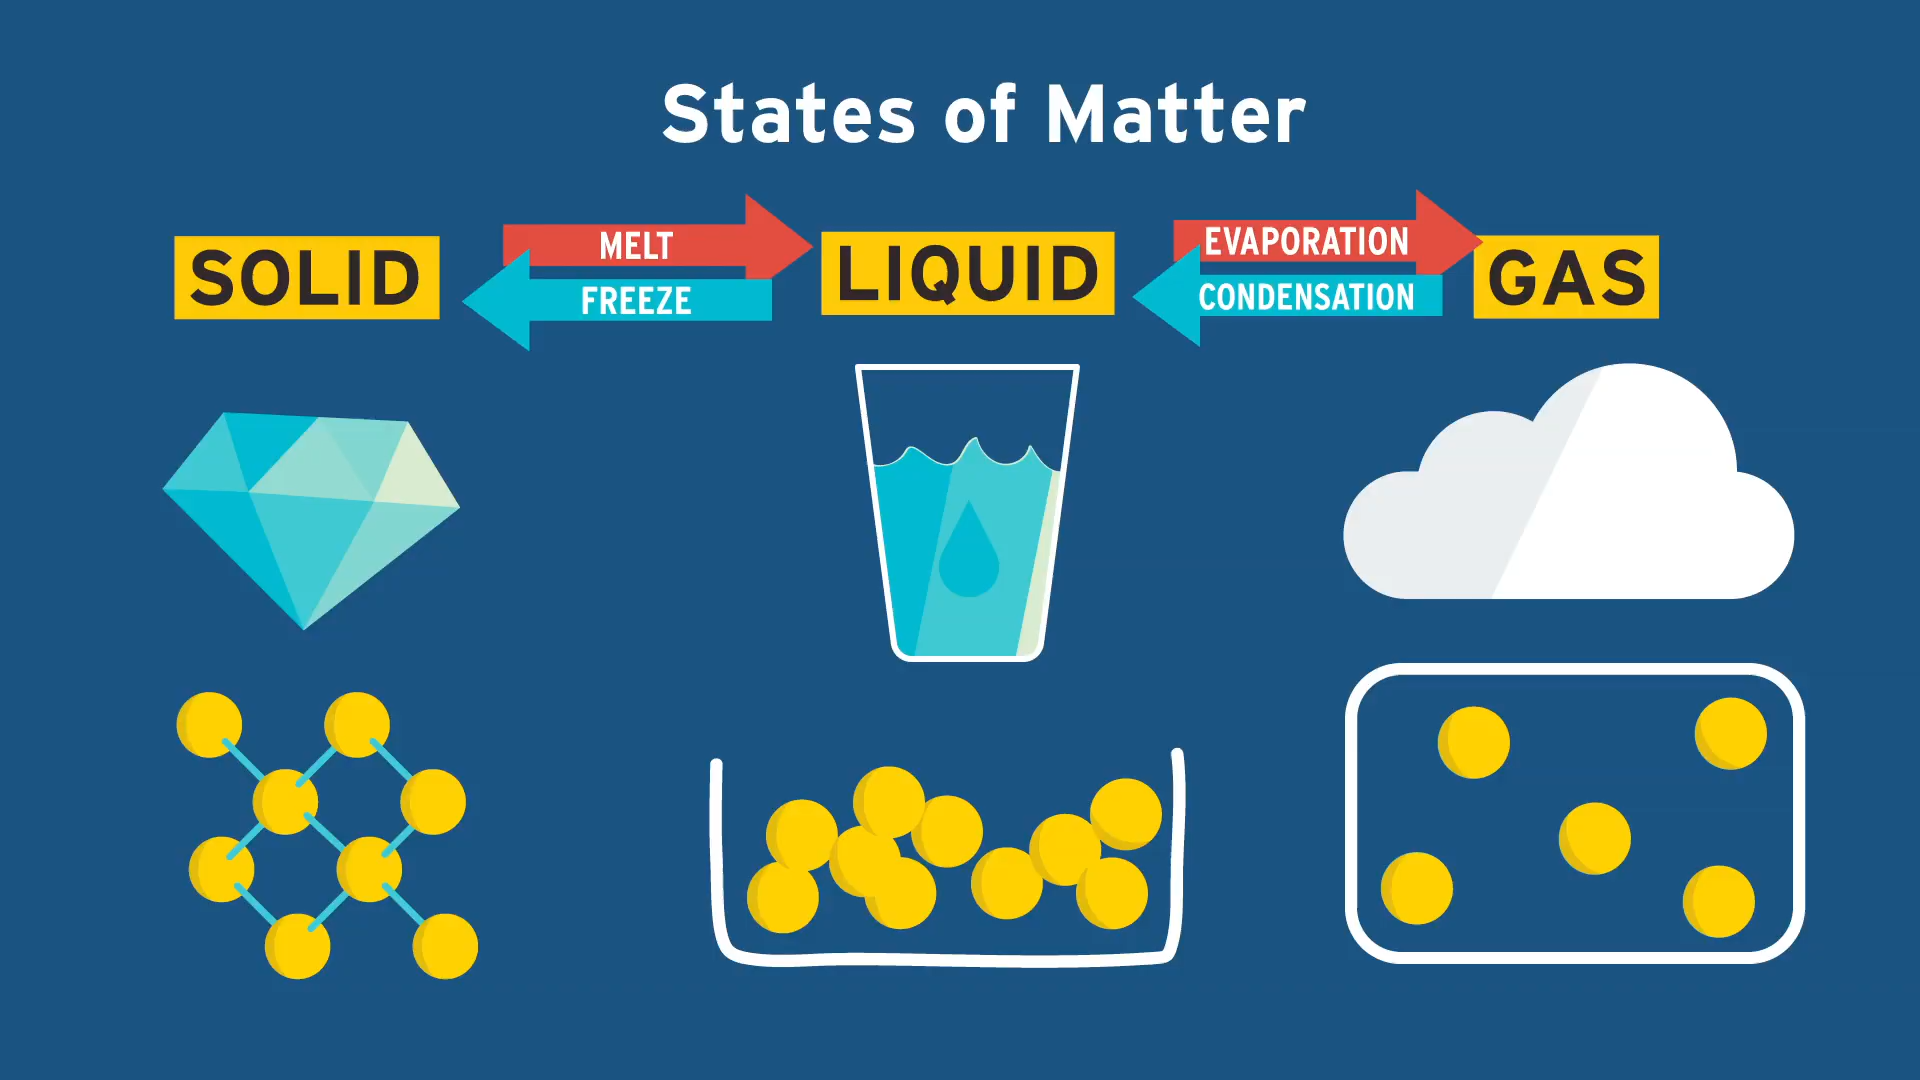 States of Matter
SOLID
MELT
FREEZE
LIQUID
EVAPORATION
CONDENSATION
GAS